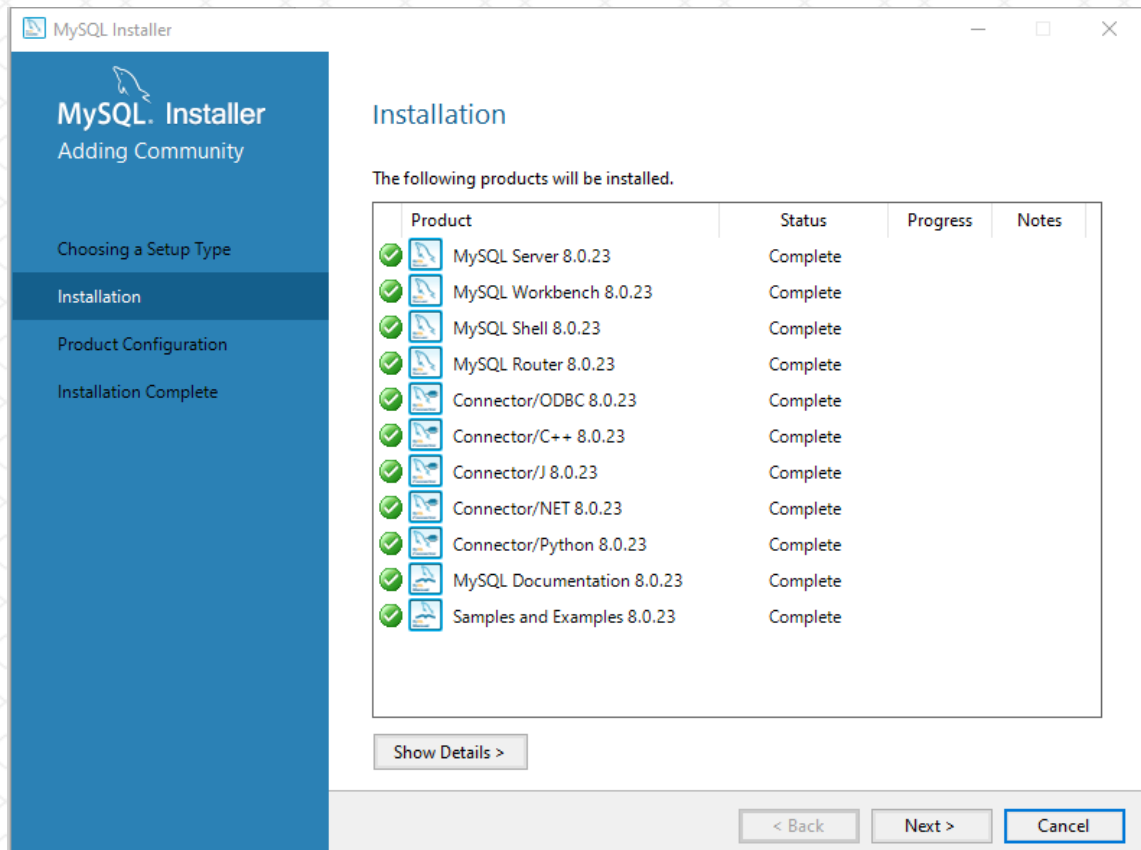 MySQL Installer
MySQL. Installer
Adding Community
Choosing a Setup Type
Installation
Product Configuration
Installation Complete
Installation
The following products will be installed.
Product Status Progress Notes
MySQL Server 8.0.23 Complete
MySQL Workbench 8.0.23 Complete
MySQL Shell 8.0.23 Complete
MySQL Router 8.0.23 Complete
Connector/ODBC 8.0.23 Complete
Connector/C++ 8.0.23 Complete
Connector/J 8.0.23 Complete
Connector/NET 8.0.23 Complete
Connector/Python 8.0.23 Complete
MySQL Documentation 8.0.23 Complete
Samples and Examples 8.0.23 Complete
Show Details >
< Back Next > Cancel